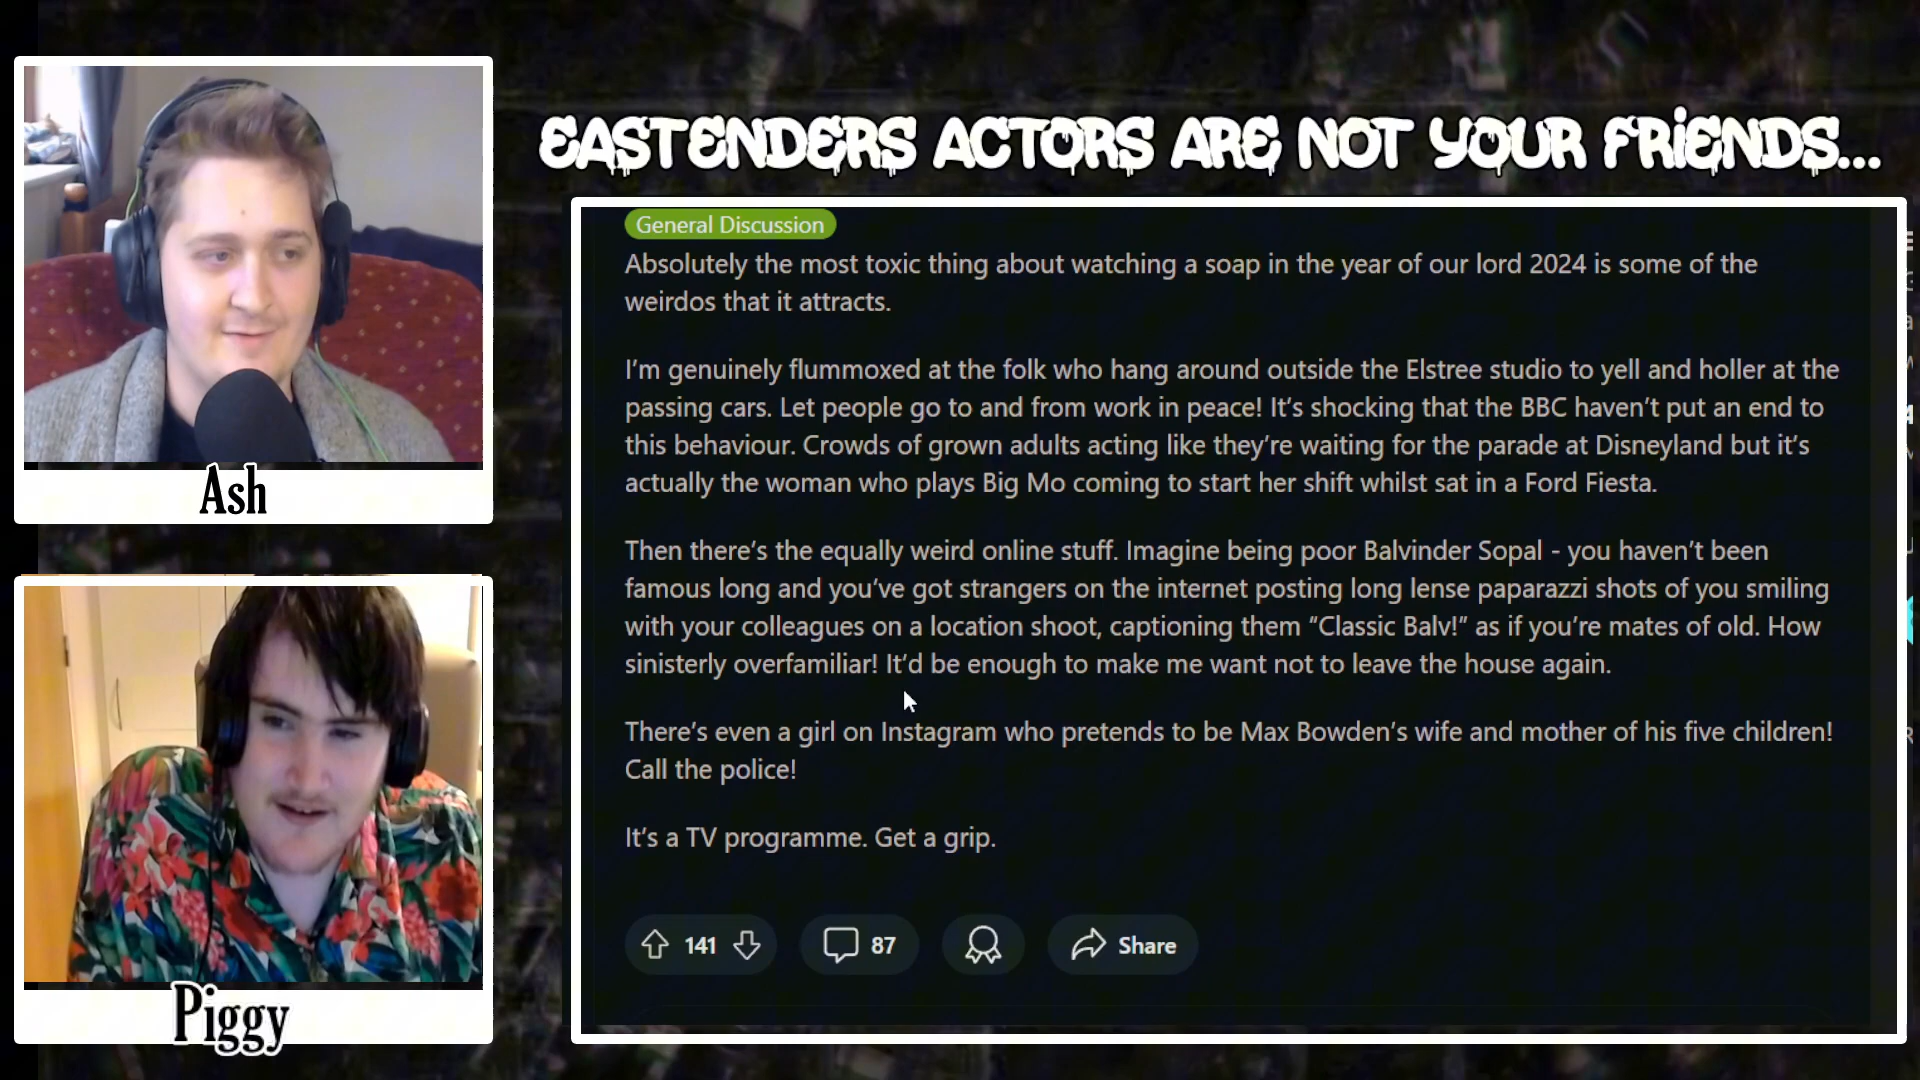 EASTENDERS ACTORS ARE NOT YOUR FRIENDS...
General Discussion
Absolutely the most toxic thing about watching a soap in the year of our lord 2024 is some of the
weirdos that it attracts.
I'm genuinely flummoxed at the folk who hang around outside the Elstree studio to yell and holler at the
passing cars. Let people go to and from work in peace! It's shocking that the BBC haven't put an end to
this behaviour. Crowds of grown adults acting like they're waiting for the parade at Disneyland but it's
actually the woman who plays Big Mo coming to start her shift whilst sat in a Ford Fiesta.
Then there's the equally weird online stuff. Imagine being poor Balvinder Sopal - you haven't been
famous long and you've got strangers on the internet posting long lense paparazzi shots of you smiling
with your colleagues on a location shoot, captioning them “Classic Balv!” as if you're mates of old. How
sinisterly overfamiliar! It'd be enough to make me want not to leave the house again.
There's even a girl on Instagram who pretends to be Max Bowden's wife and mother of his five children!
Call the police!
It's a TV programme. Get a grip.
141
87
Share
Ash
Piggy